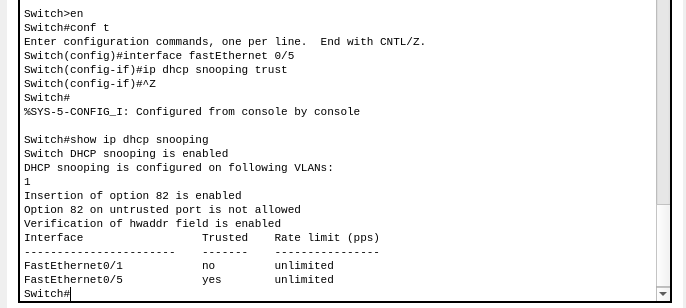 Switch>en
Switch#conf t
Enter configuration commands, one per line.  End with CNTL/Z.
Switch(config)#interface fastEthernet 0/5
Switch(config-if)#ip dhcp snooping trust
Switch(config-if)#^Z
Switch#
%SYS-5-CONFIG_I: Configured from console by console

Switch#show ip dhcp snooping
Switch DHCP snooping is enabled
DHCP snooping is configured on following VLANs:
1
Insertion of option 82 is enabled
Option 82 on untrusted port is not allowed
Verification of hwaddr field is enabled
Interface                  Trusted    Rate limit (pps)
-----------------------    -------    ----------------
FastEthernet0/1            no         unlimited
FastEthernet0/5            yes        unlimited
Switch#